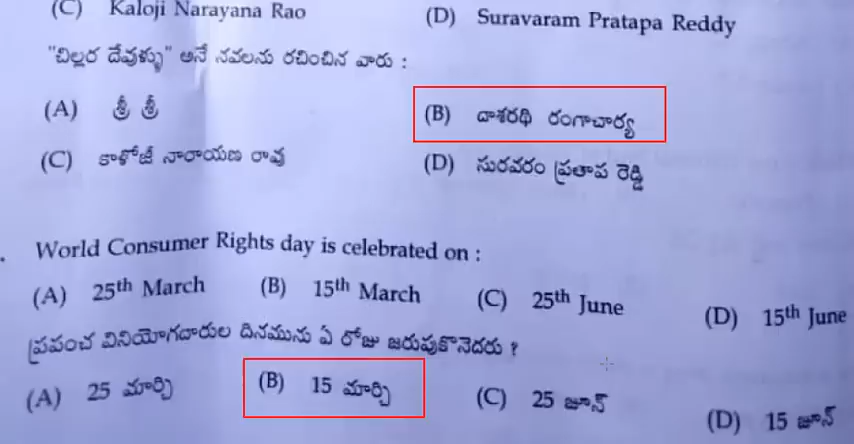 (C) Kaloji Narayana Rao (D) Suravaram Pratapa Reddy
"చిల్లర దేవుళ్ళు" అనే నవలను రచించిన వారు :
(A) శ్రీ శ్రీ (B) దాశరథి రంగాచార్య
(C) కాళోజీ నారాయణ రావు (D) సురవరం ప్రతాప రెడ్డి
. World Consumer Rights day is celebrated on :
(A) 25th March (B) 15th March (C) 25th June (D) 15th June
ప్రపంచ వినియోగదారుల దినమును ఏ రోజు జరుపుకొనెదరు ?
(A) 25 మార్చి (B) 15 మార్చి (C) 25 జూన్ (D) 15 జూన్